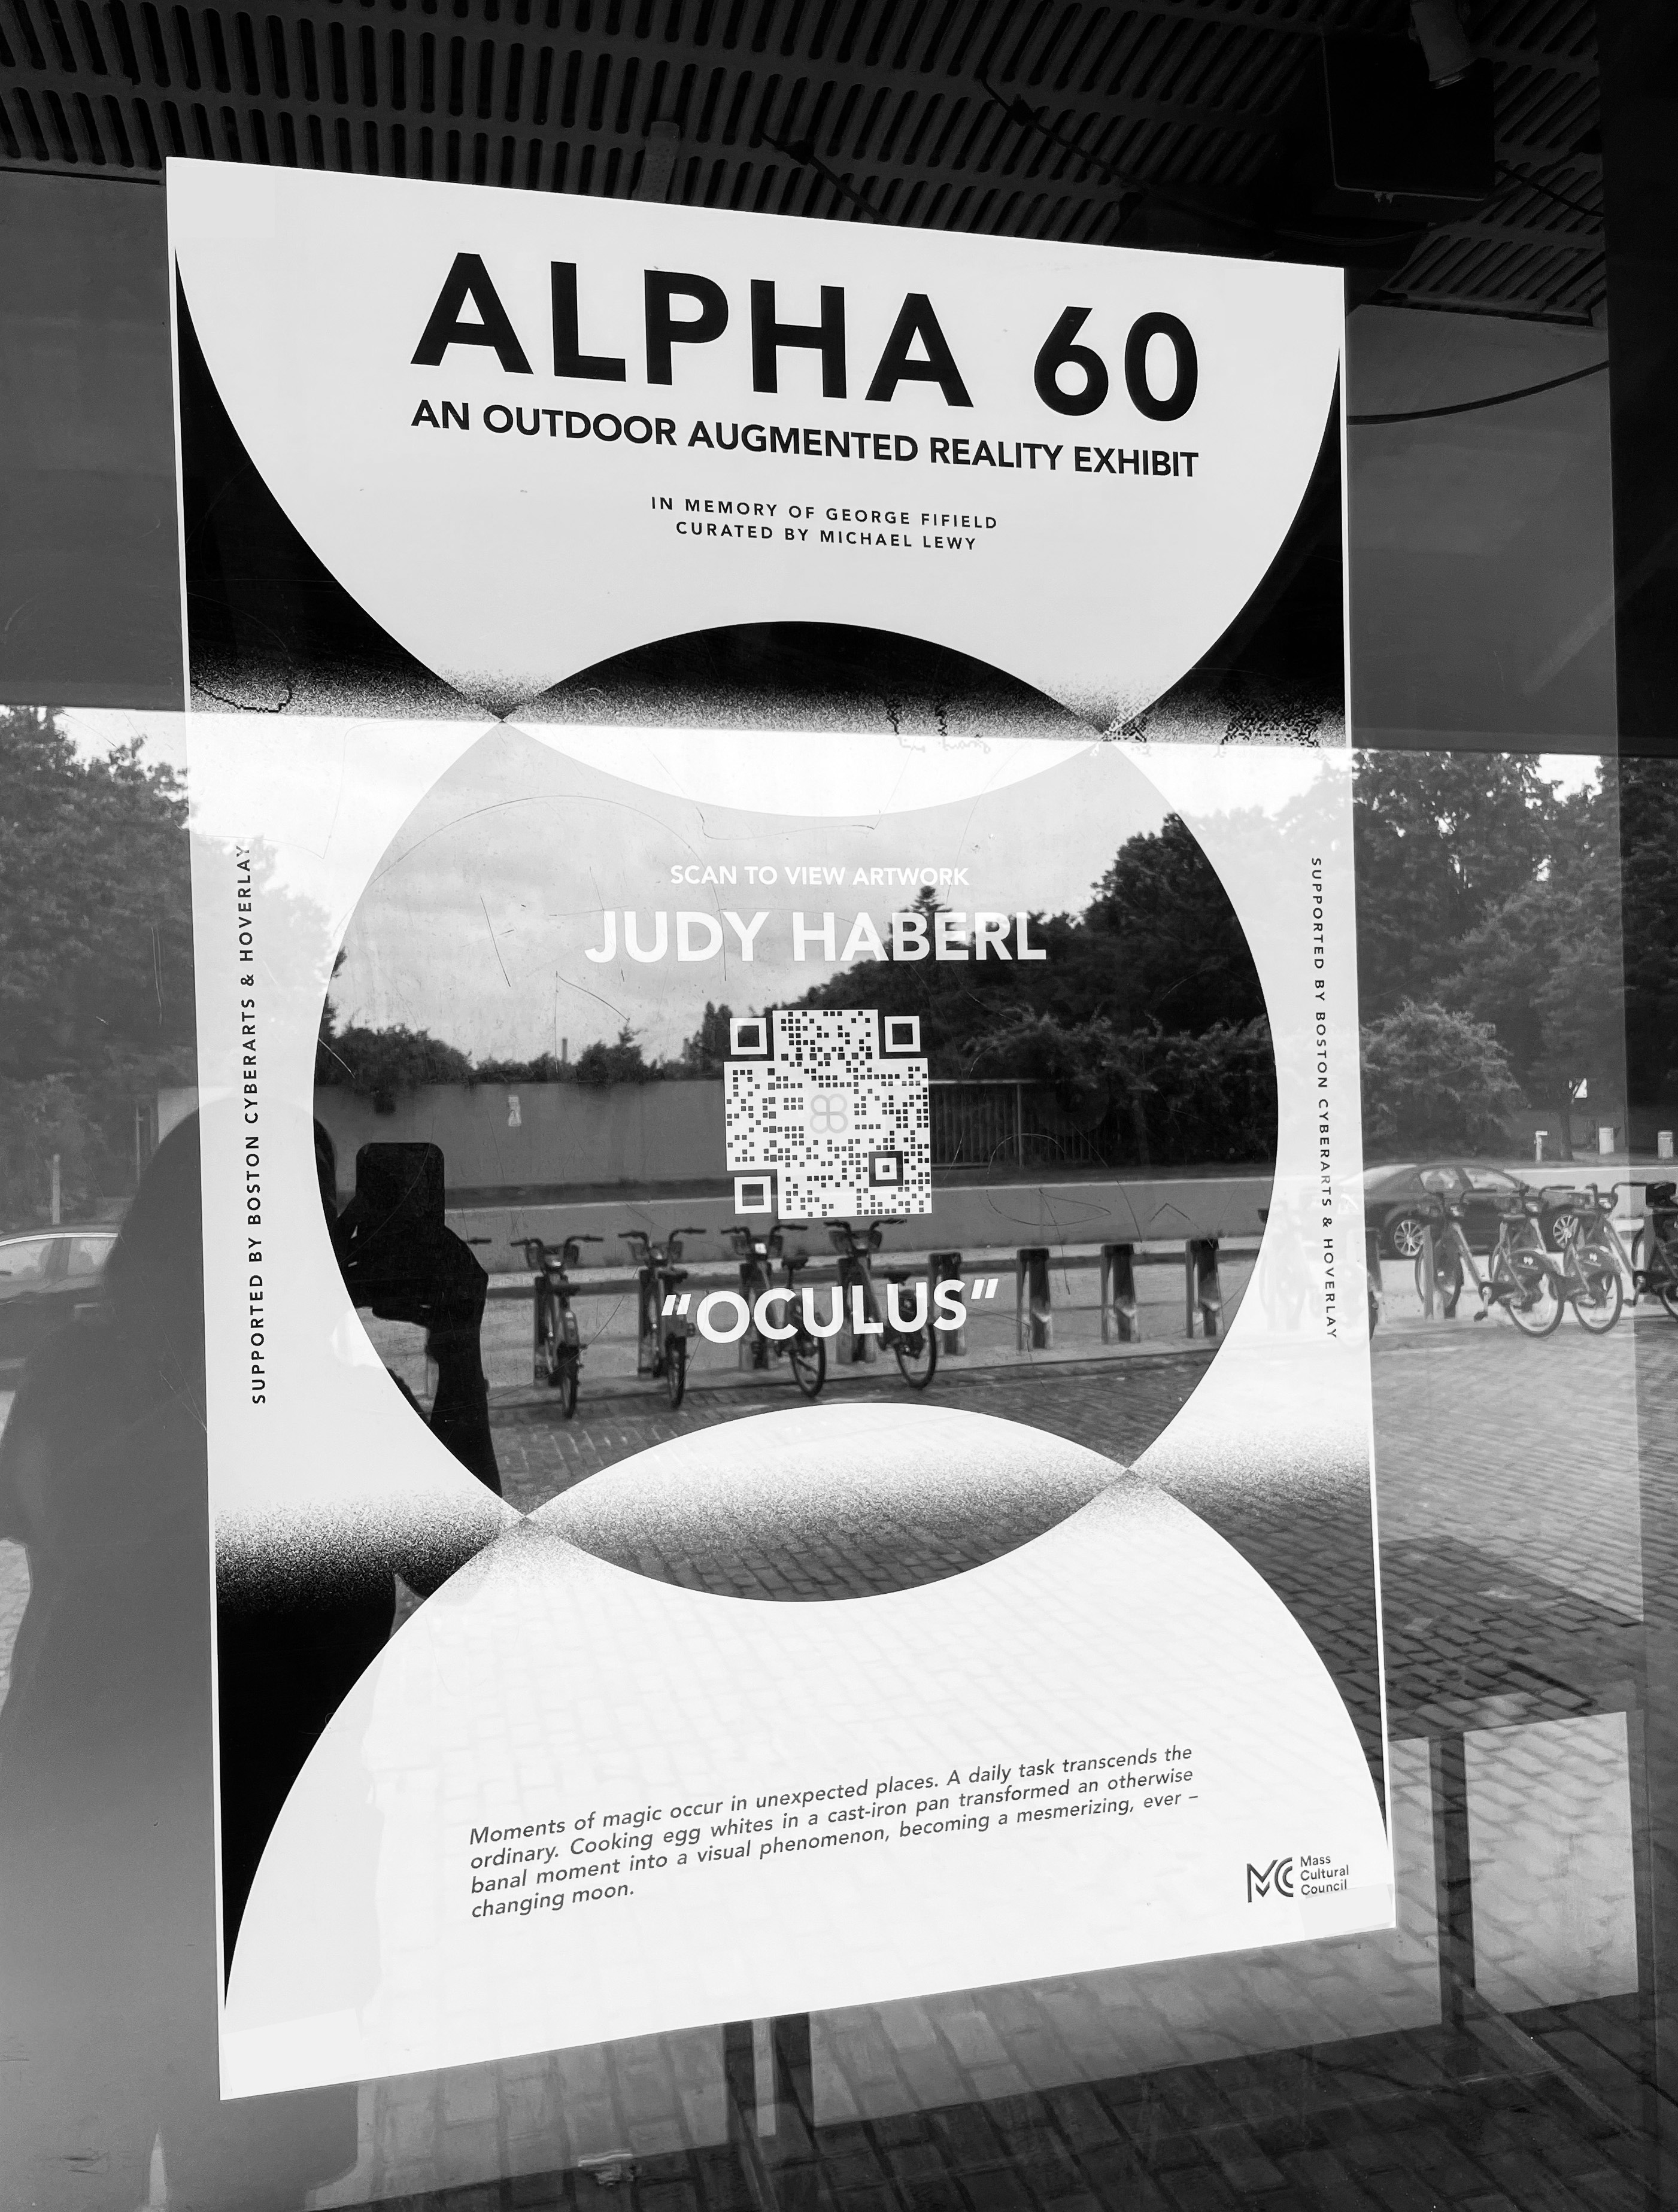 ALPHA 60
AN OUTDOOR AUGMENTED REALITY EXHIBIT
IN MEMORY OF GEORGE FIFIELD
CURATED BY MICHAEL LEWY
SUPPORTED BY BOSTON CYBERARTS & HOVERLAY
SCAN TO VIEW ARTWORK
JUDY HABERL
"OCULUS"
SUPPORTED BY BOSTON CYBERARTS & HOVERLAY
Moments of magic occur in unexpected places. A daily task transcends the
ordinary. Cooking egg whites in a cast-iron pan transformed an otherwise
banal moment into a visual phenomenon, becoming a mesmerizing, ever –
changing moon.
MCC
Mass
Cultural
Council